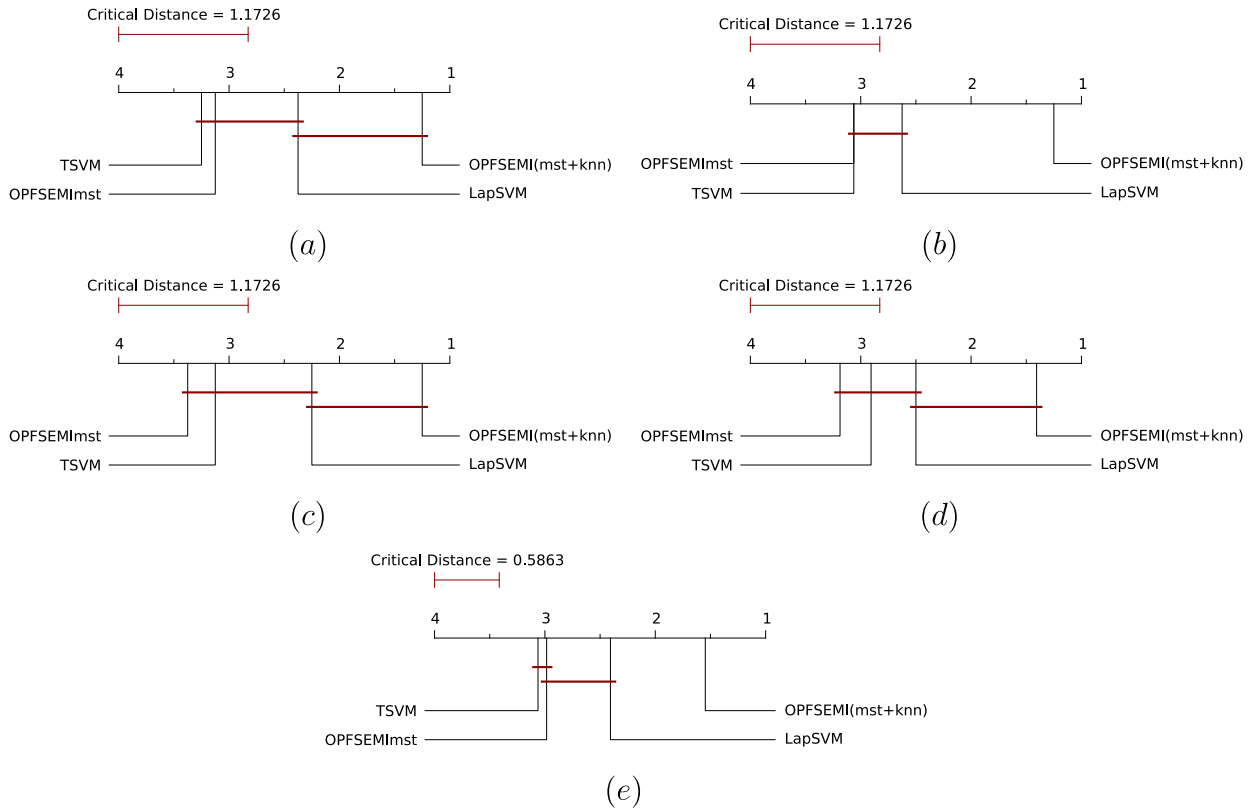 Critical Distance = 1.1726
4 3 2 1
TSVM
OPFSEMImst
OPFSEMI(mst+knn)
LapSVM
(a)
Critical Distance = 1.1726
4 3 2 1
OPFSEMImst
TSVM
OPFSEMI(mst+knn)
LapSVM
(b)
Critical Distance = 1.1726
4 3 2 1
OPFSEMImst
TSVM
OPFSEMI(mst+knn)
LapSVM
(c)
Critical Distance = 1.1726
4 3 2 1
OPFSEMImst
TSVM
OPFSEMI(mst+knn)
LapSVM
(d)
Critical Distance = 0.5863
4 3 2 1
TSVM
OPFSEMImst
OPFSEMI(mst+knn)
LapSVM
(e)